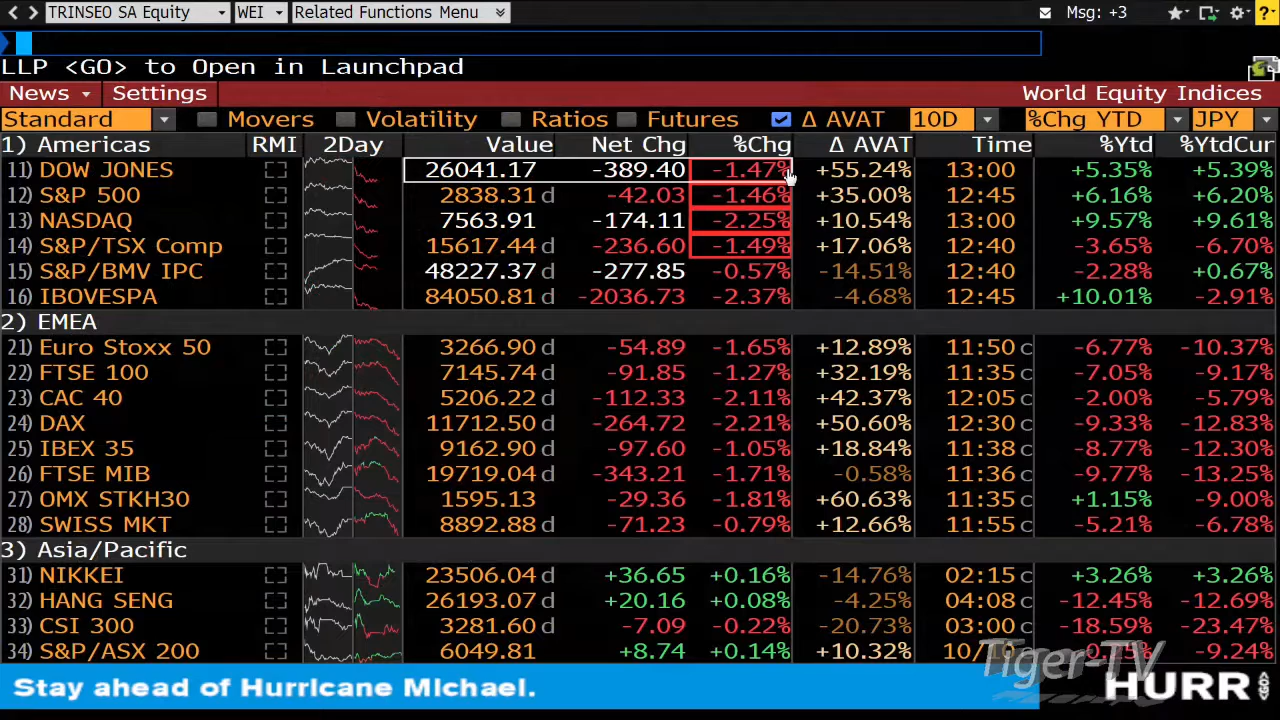 TRINSEO SA Equity WEI Related Functions Menu Msg: +3 ?
LLP <GO> to Open in Launchpad
News Settings World Equity Indices
Standard Movers Volatility Ratios Futures Δ AVAT 10D %Chg YTD JPY
1) Americas RMI 2Day Value Net Chg %Chg Δ AVAT Time %Ytd %YtdCur
11) DOW JONES 26041.17 -389.40 -1.47% +55.24% 13:00 +5.35% +5.39%
12) S&P 500 2838.31 d -42.03 -1.46% +35.00% 12:45 +6.16% +6.20%
13) NASDAQ 7563.91 -174.11 -2.25% +10.54% 13:00 +9.57% +9.61%
14) S&P/TSX Comp 15617.44 d -236.60 -1.49% +17.06% 12:40 -3.65% -6.70%
15) S&P/BMV IPC 48227.37 d -277.85 -0.57% -14.51% 12:40 -2.28% +0.67%
16) IBOVESPA 84050.81 d -2036.73 -2.37% -4.68% 12:45 +10.01% -2.91%
2) EMEA
21) Euro Stoxx 50 3266.90 d -54.89 -1.65% +12.89% 11:50 c -6.77% -10.37%
22) FTSE 100 7145.74 d -91.85 -1.27% +32.19% 11:35 c -7.05% -9.17%
23) CAC 40 5206.22 d -112.33 -2.11% +42.37% 12:05 c -2.00% -5.79%
24) DAX 11712.50 d -264.72 -2.21% +50.60% 12:30 c -9.33% -12.83%
25) IBEX 35 9162.90 d -97.60 -1.05% +18.84% 11:38 c -8.77% -12.30%
26) FTSE MIB 19719.04 d -343.21 -1.71% -0.58% 11:36 c -9.77% -13.25%
27) OMX STKH30 1595.13 -29.36 -1.81% +60.63% 11:35 c +1.15% -9.00%
28) SWISS MKT 8892.88 d -71.23 -0.79% +12.66% 11:55 c -5.21% -6.78%
3) Asia/Pacific
31) NIKKEI 23506.04 d +36.65 +0.16% -14.76% 02:15 c +3.26% +3.26%
32) HANG SENG 26193.07 d +20.16 +0.08% -4.25% 04:08 c -12.45% -12.69%
33) CSI 300 3281.60 d -7.09 -0.22% -20.73% 03:00 c -18.59% -23.47%
34) S&P/ASX 200 6049.81 +8.74 +0.14% +10.32% -9.24%
Tiger-TV
Stay ahead of Hurricane Michael. HURR <GO>